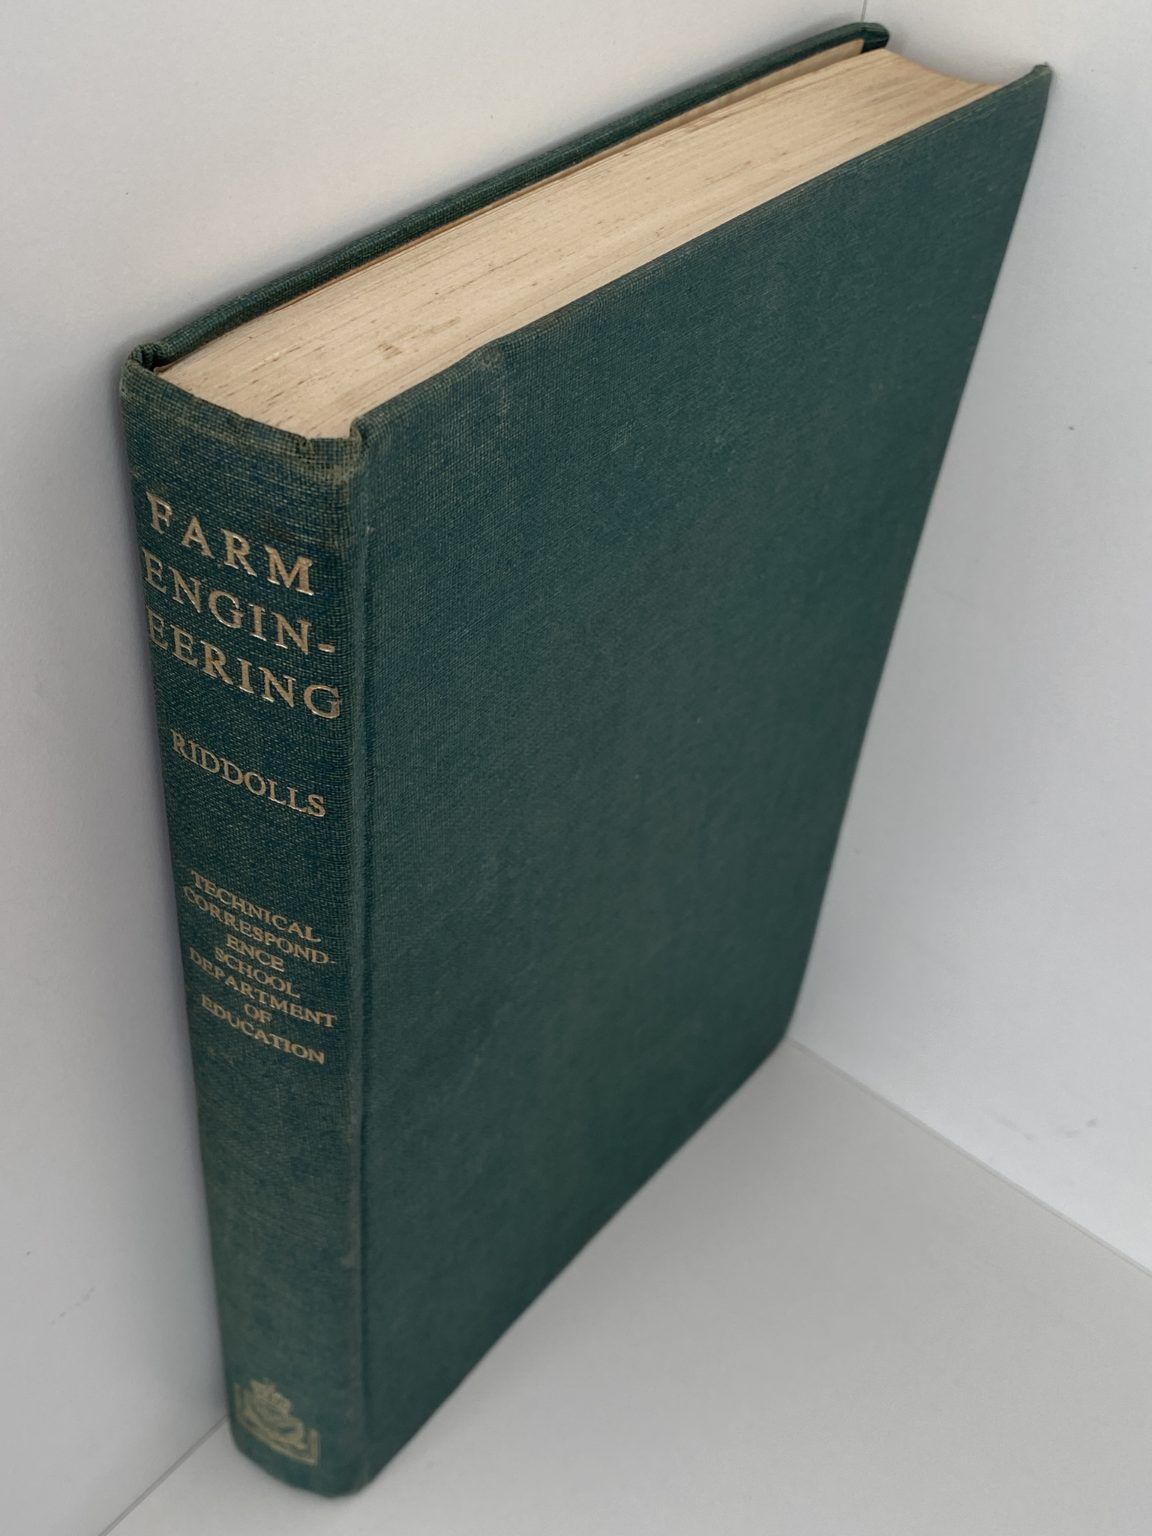 FARM
ENGIN-
EERING
RIDDOLLS
TECHNICAL
CORRESPOND-
ENCE
SCHOOL
DEPARTMENT
OF
EDUCATION